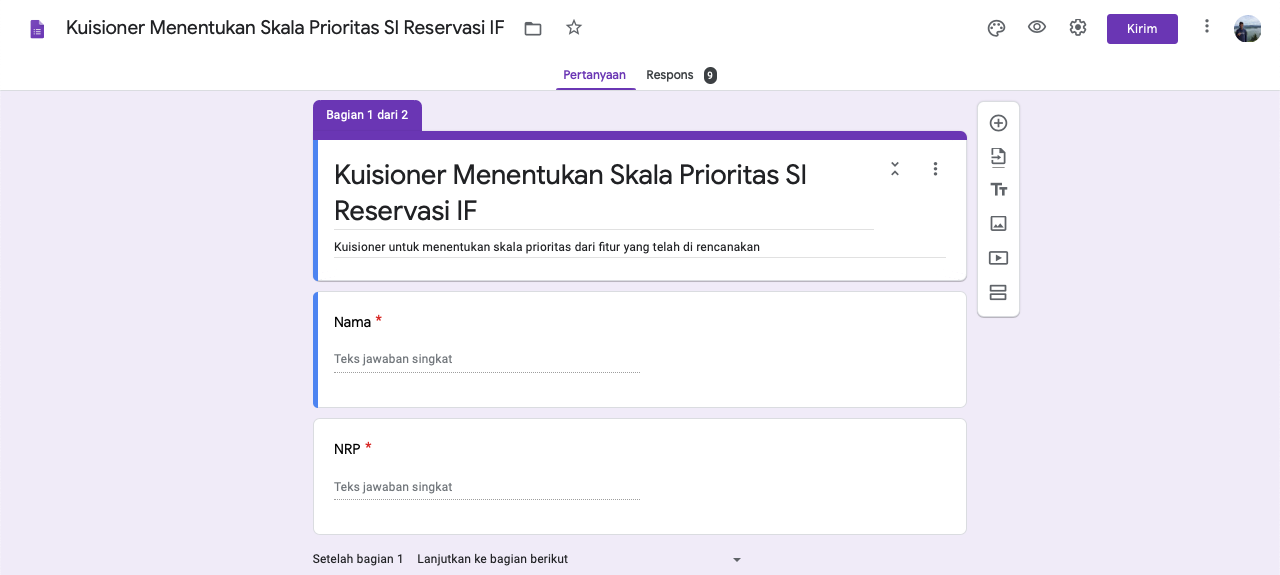 Kuisioner Menentukan Skala Prioritas SI Reservasi IF
Kirim
Pertanyaan
Respons 9
Bagian 1 dari 2
Kuisioner Menentukan Skala Prioritas SI
Reservasi IF
Kuisioner untuk menentukan skala prioritas dari fitur yang telah di rencanakan
Nama *
Teks jawaban singkat
NRP *
Teks jawaban singkat
Setelah bagian 1 Lanjutkan ke bagian berikut